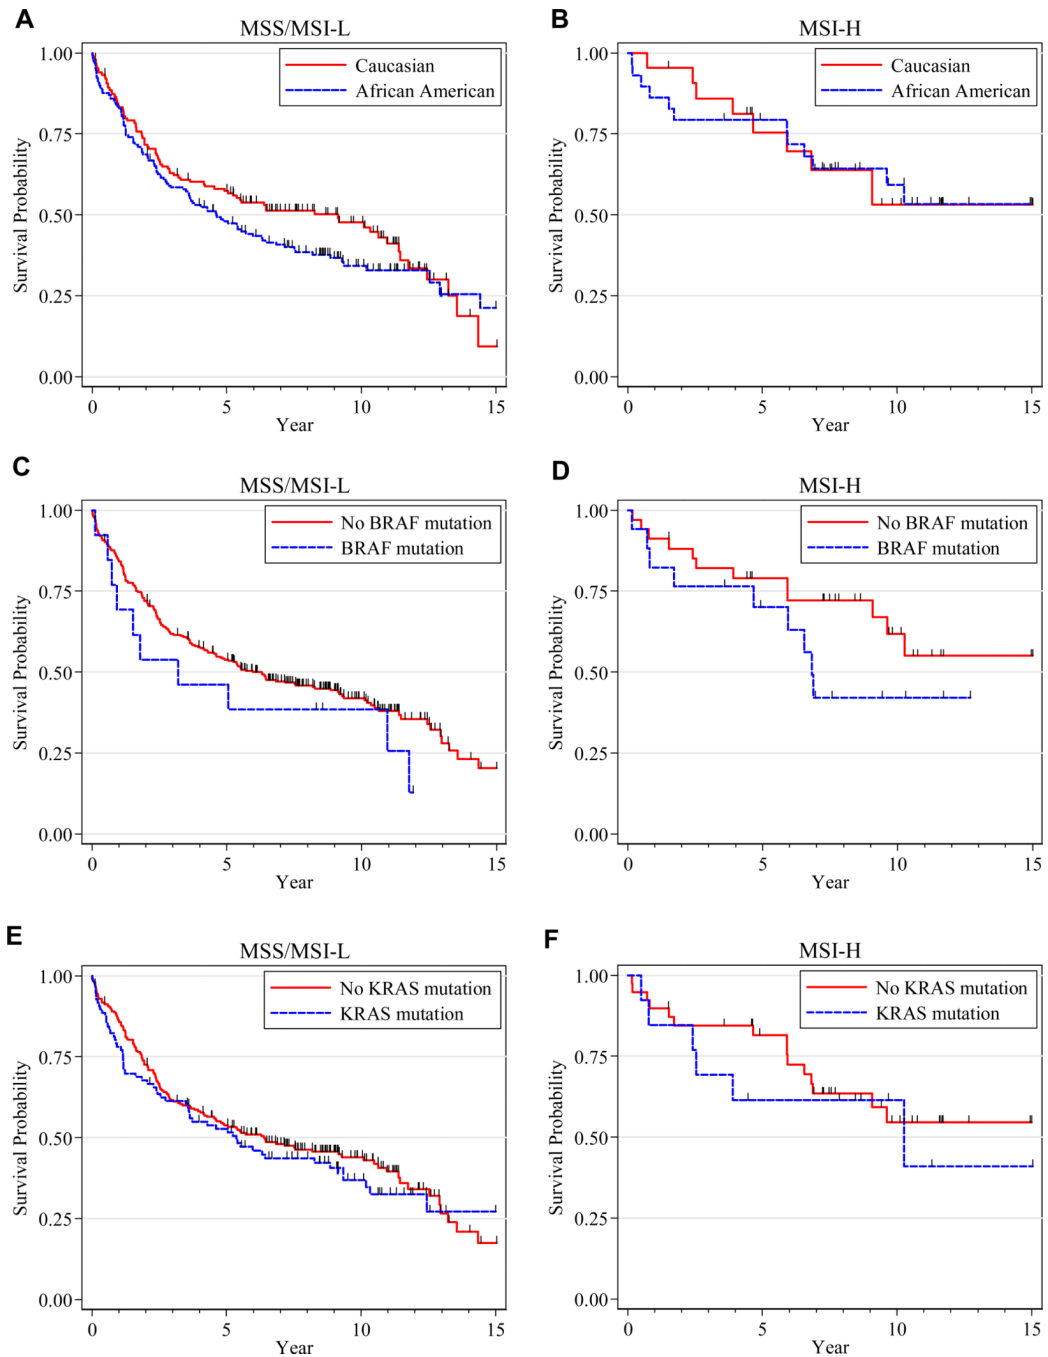 A
MSS/MSI-L
Survival Probability
1.00
0.75
0.50
0.25
0.00
Caucasian
African American
0 5 10 15
Year
B
MSI-H
Survival Probability
1.00
0.75
0.50
0.25
0.00
Caucasian
African American
0 5 10 15
Year
C
MSS/MSI-L
Survival Probability
1.00
0.75
0.50
0.25
0.00
No BRAF mutation
BRAF mutation
0 5 10 15
Year
D
MSI-H
Survival Probability
1.00
0.75
0.50
0.25
0.00
No BRAF mutation
BRAF mutation
0 5 10 15
Year
E
MSS/MSI-L
Survival Probability
1.00
0.75
0.50
0.25
0.00
No KRAS mutation
KRAS mutation
0 5 10 15
Year
F
MSI-H
Survival Probability
1.00
0.75
0.50
0.25
0.00
No KRAS mutation
KRAS mutation
0 5 10 15
Year